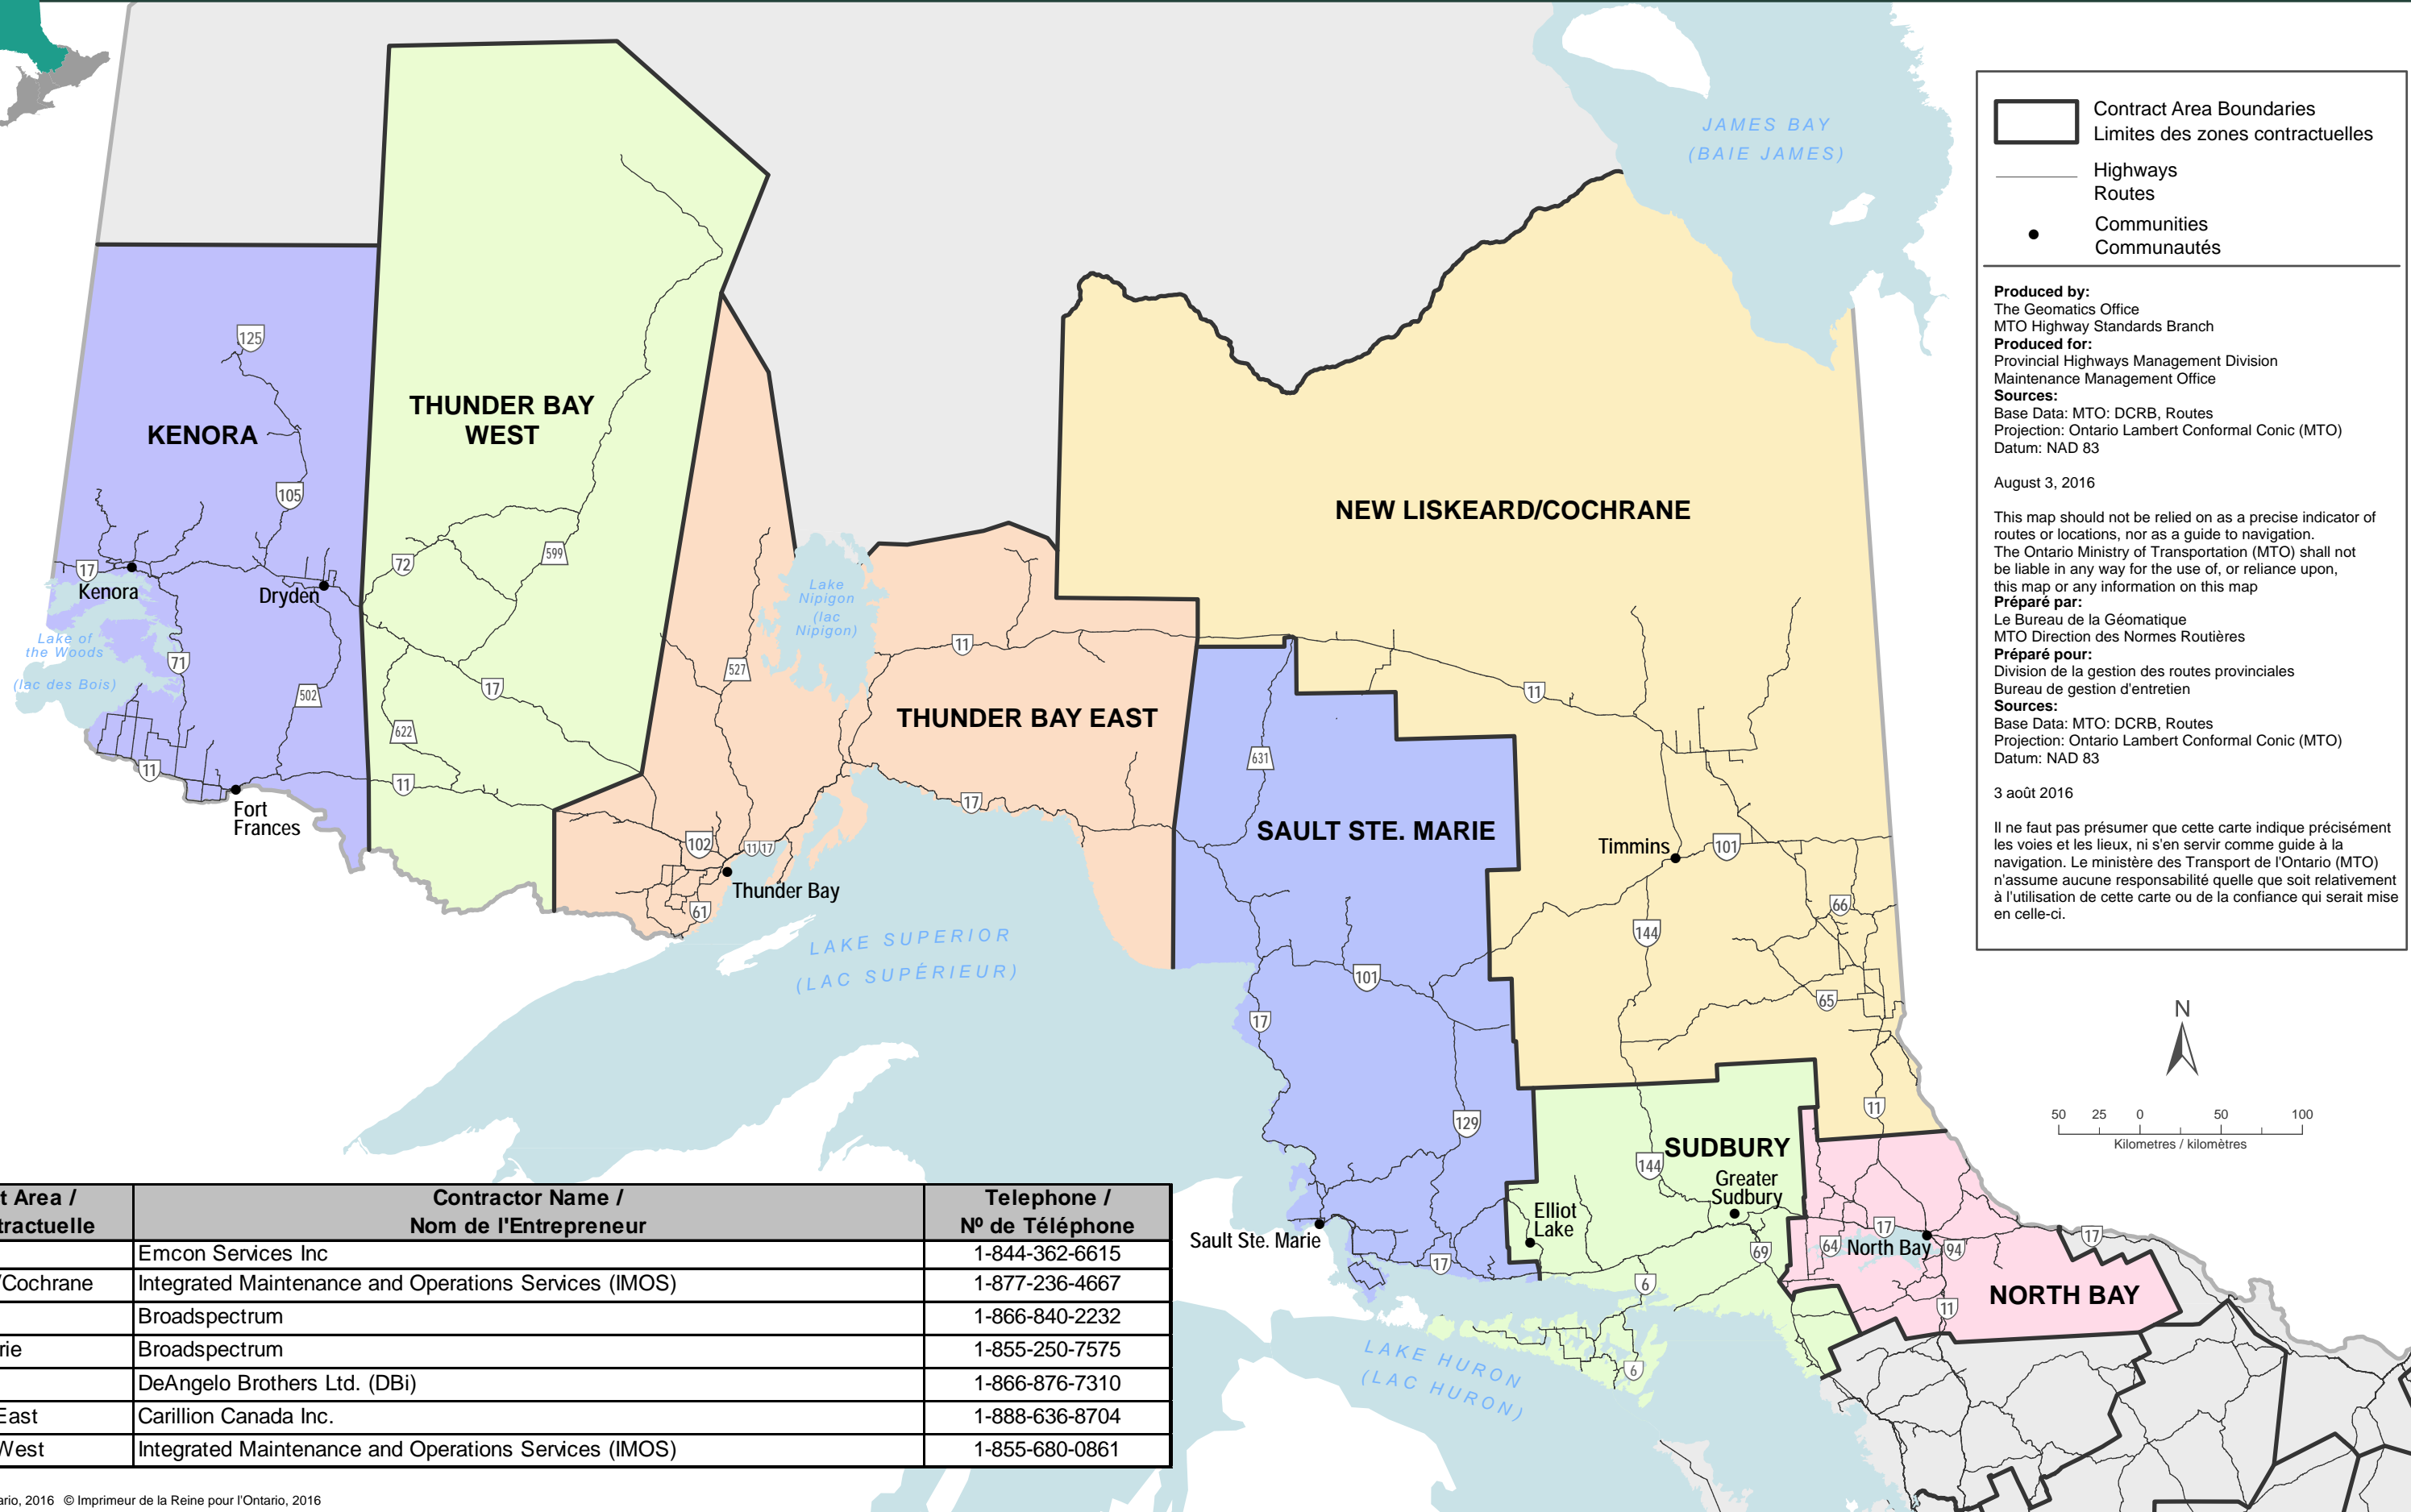 JAMES BAY
(BAIE JAMES)
Contract Area Boundaries
Limites des zones contractuelles
Highways
Routes
Communities
Communautés
Produced by:
The Geomatics Office
MTO Highway Standards Branch
Produced for:
Provincial Highways Management Division
Maintenance Management Office
Sources:
Base Data: MTO: DCRB, Routes
Projection: Ontario Lambert Conformal Conic (MTO)
Datum: NAD 83
August 3, 2016
This map should not be relied on as a precise indicator of
routes or locations, nor as a guide to navigation.
The Ontario Ministry of Transportation (MTO) shall not
be liable in any way for the use of, or reliance upon,
this map or any information on this map
Préparé par:
Le Bureau de la Géomatique
MTO Direction des Normes Routières
Préparé pour:
Division de la gestion des routes provinciales
Bureau de gestion d'entretien
Sources:
Base Data: MTO: DCRB, Routes
Projection: Ontario Lambert Conformal Conic (MTO)
Datum: NAD 83
3 août 2016
Il ne faut pas présumer que cette carte indique précisément
les voies et les lieux, ni s'en servir comme guide à la
navigation. Le ministère des Transport de l'Ontario (MTO)
n'assume aucune responsabilité quelle que soit relativement
à l'utilisation de cette carte ou de la confiance qui serait mise
en celle-ci.
N
50 25 0 50 100
Kilometres / kilomètres
125
KENORA
105
17
Kenora
Dryden
Lake of
the Woods
(lac des Bois)
71
502
11
Fort
Frances
THUNDER BAY
WEST
72
599
17
622
11
Lake
Nipigon
(lac
Nipigon)
527
11
THUNDER BAY EAST
17
102
11 17
Thunder Bay
61
LAKE SUPERIOR
(LAC SUPÉRIEUR)
NEW LISKEARD/COCHRANE
11
Timmins
101
144
66
65
11
631
SAULT STE. MARIE
101
17
129
Sault Ste. Marie
17
SUDBURY
144
Greater
Sudbury
Elliot
Lake
69
6
6
LAKE HURON
(LAC HURON)
17
64
North Bay
94
11
17
NORTH BAY
t Area / Contractor Name / Telephone /
tractuelle Nom de l'Entrepreneur Nº de Téléphone
Emcon Services Inc 1-844-362-6615
/Cochrane Integrated Maintenance and Operations Services (IMOS) 1-877-236-4667
Broadspectrum 1-866-840-2232
rie Broadspectrum 1-855-250-7575
DeAngelo Brothers Ltd. (DBi) 1-866-876-7310
East Carillion Canada Inc. 1-888-636-8704
West Integrated Maintenance and Operations Services (IMOS) 1-855-680-0861
ario, 2016 © Imprimeur de la Reine pour l'Ontario, 2016